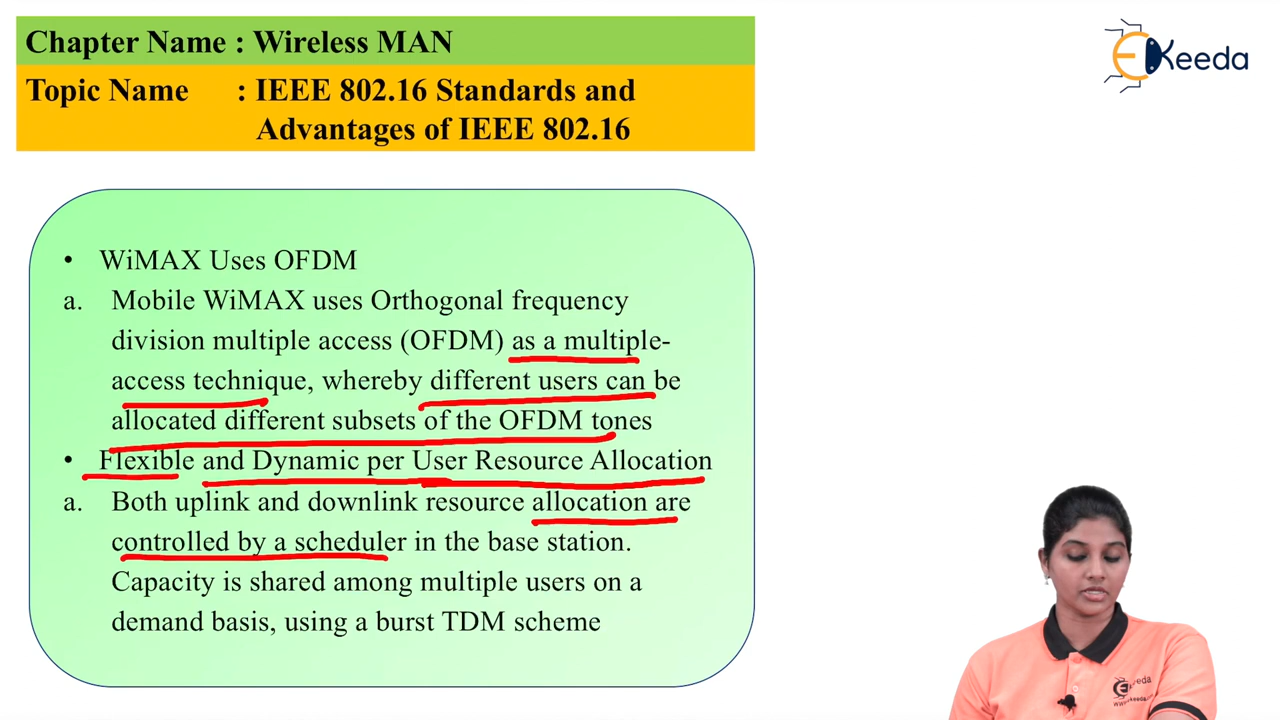 Chapter Name : Wireless MAN
Topic Name : IEEE 802.16 Standards and
Advantages of IEEE 802.16
EKeeda
• WiMAX Uses OFDM
a. Mobile WiMAX uses Orthogonal frequency
division multiple access (OFDM) as a multiple-
access technique, whereby different users can be
allocated different subsets of the OFDM tones
• Flexible and Dynamic per User Resource Allocation
a. Both uplink and downlink resource allocation are
controlled by a scheduler in the base station.
Capacity is shared among multiple users on a
demand basis, using a burst TDM scheme